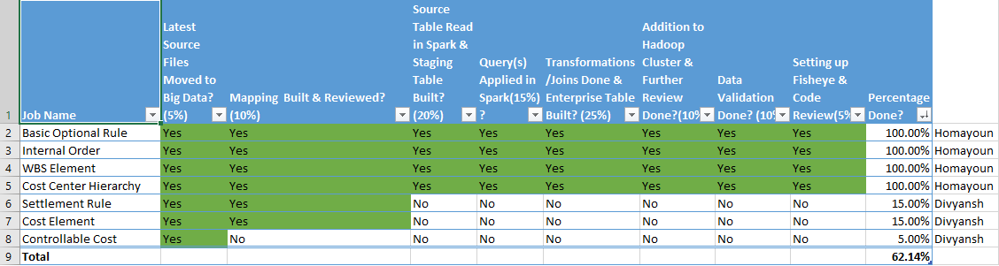 1 Job Name Latest Source Files Moved to Big Data? (5%) Mapping Built & Reviewed? (10%) Source Table Read in Spark & Staging Table Built? (20%) Query(s) Applied in Spark(15%) ? Transformations /Joins Done & Enterprise Table Built? (25%) Addition to Hadoop Cluster & Further Review Done?(10% Data Validation Done? (10% Setting up Fisheye & Code Review(5% Percentage Done?
2 Basic Optional Rule Yes Yes Yes Yes Yes Yes Yes Yes 100.00% Homayoun
3 Internal Order Yes Yes Yes Yes Yes Yes Yes Yes 100.00% Homayoun
4 WBS Element Yes Yes Yes Yes Yes Yes Yes Yes 100.00% Homayoun
5 Cost Center Hierarchy Yes Yes Yes Yes Yes Yes Yes Yes 100.00% Homayoun
6 Settlement Rule Yes Yes No No No No No No 15.00% Divyansh
7 Cost Element Yes Yes No No No No No No 15.00% Divyansh
8 Controllable Cost Yes No No No No No No No 5.00% Divyansh
9 Total 62.14%